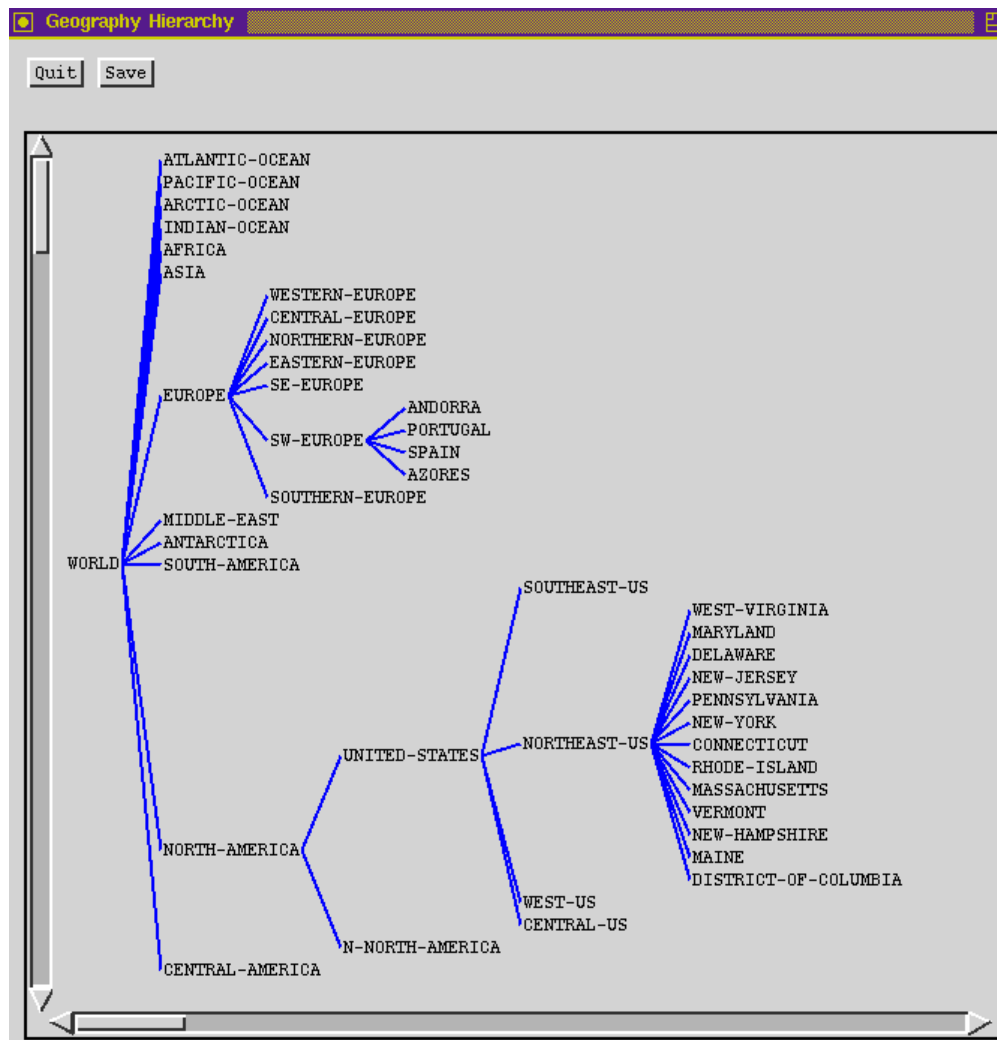 Geography Hierarchy
Quit Save
ATLANTIC-OCEAN
PACIFIC-OCEAN
ARCTIC-OCEAN
INDIAN-OCEAN
AFRICA
ASIA
WESTERN-EUROPE
CENTRAL-EUROPE
NORTHERN-EUROPE
EASTERN-EUROPE
SE-EUROPE
EUROPE
ANDORRA
PORTUGAL
SW-EUROPE
SPAIN
AZORES
SOUTHERN-EUROPE
MIDDLE-EAST
ANTARCTICA
WORLD SOUTH-AMERICA
SOUTHEAST-US
WEST-VIRGINIA
MARYLAND
DELAWARE
NEW-JERSEY
PENNSYLVANIA
NEW-YORK
NORTHEAST-US CONNECTICUT
UNITED-STATES
RHODE-ISLAND
MASSACHUSETTS
VERMONT
NEW-HAMPSHIRE
NORTH-AMERICA
MAINE
DISTRICT-OF-COLUMBIA
WEST-US
CENTRAL-US
N-NORTH-AMERICA
CENTRAL-AMERICA